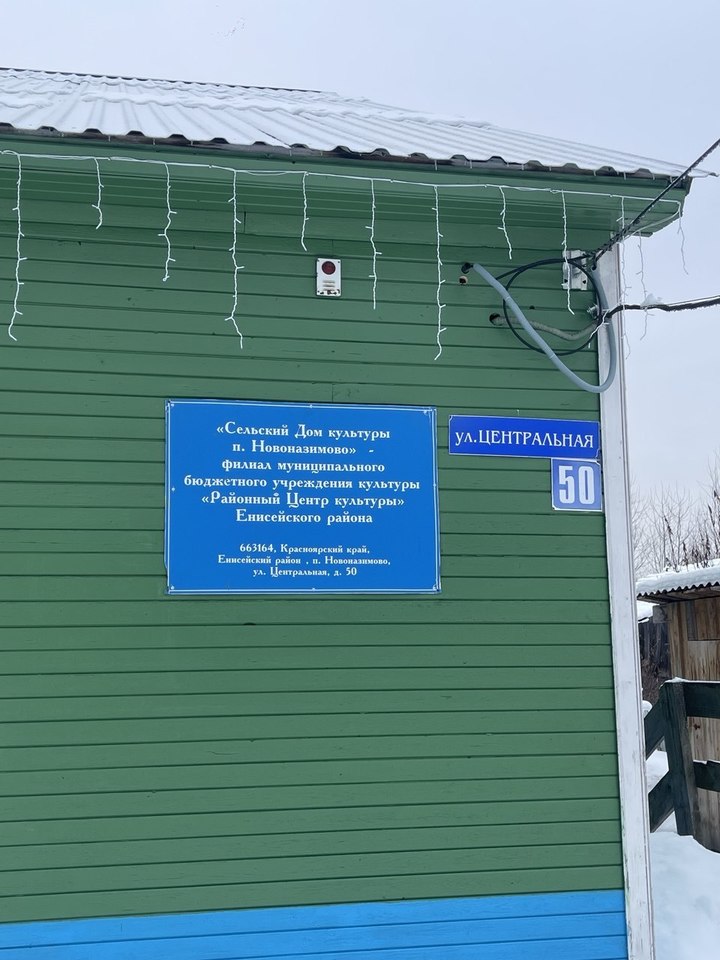 «Сельский Дом культуры
п. Новоназимово» -
филиал муниципального
бюджетного учреждения культуры
«Районный Центр культуры»
Енисейского района
663164, Красноярский край,
Енисейский район , п. Новоназимово,
ул. Центральная, д. 50
ул.ЦЕНТРАЛЬНАЯ
50